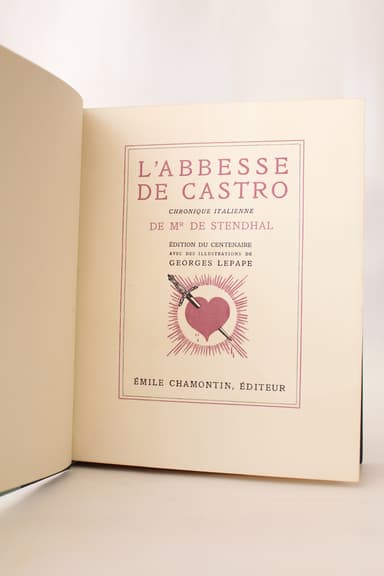 L'ABBESSE
DE CASTRO
CHRONIQUE ITALIENNE
DE Mᴿ DE STENDHAL
ÉDITION DU CENTENAIRE
AVEC DES ILLUSTRATIONS DE
GEORGES LEPAPE
ÉMILE CHAMONTIN, ÉDITEUR